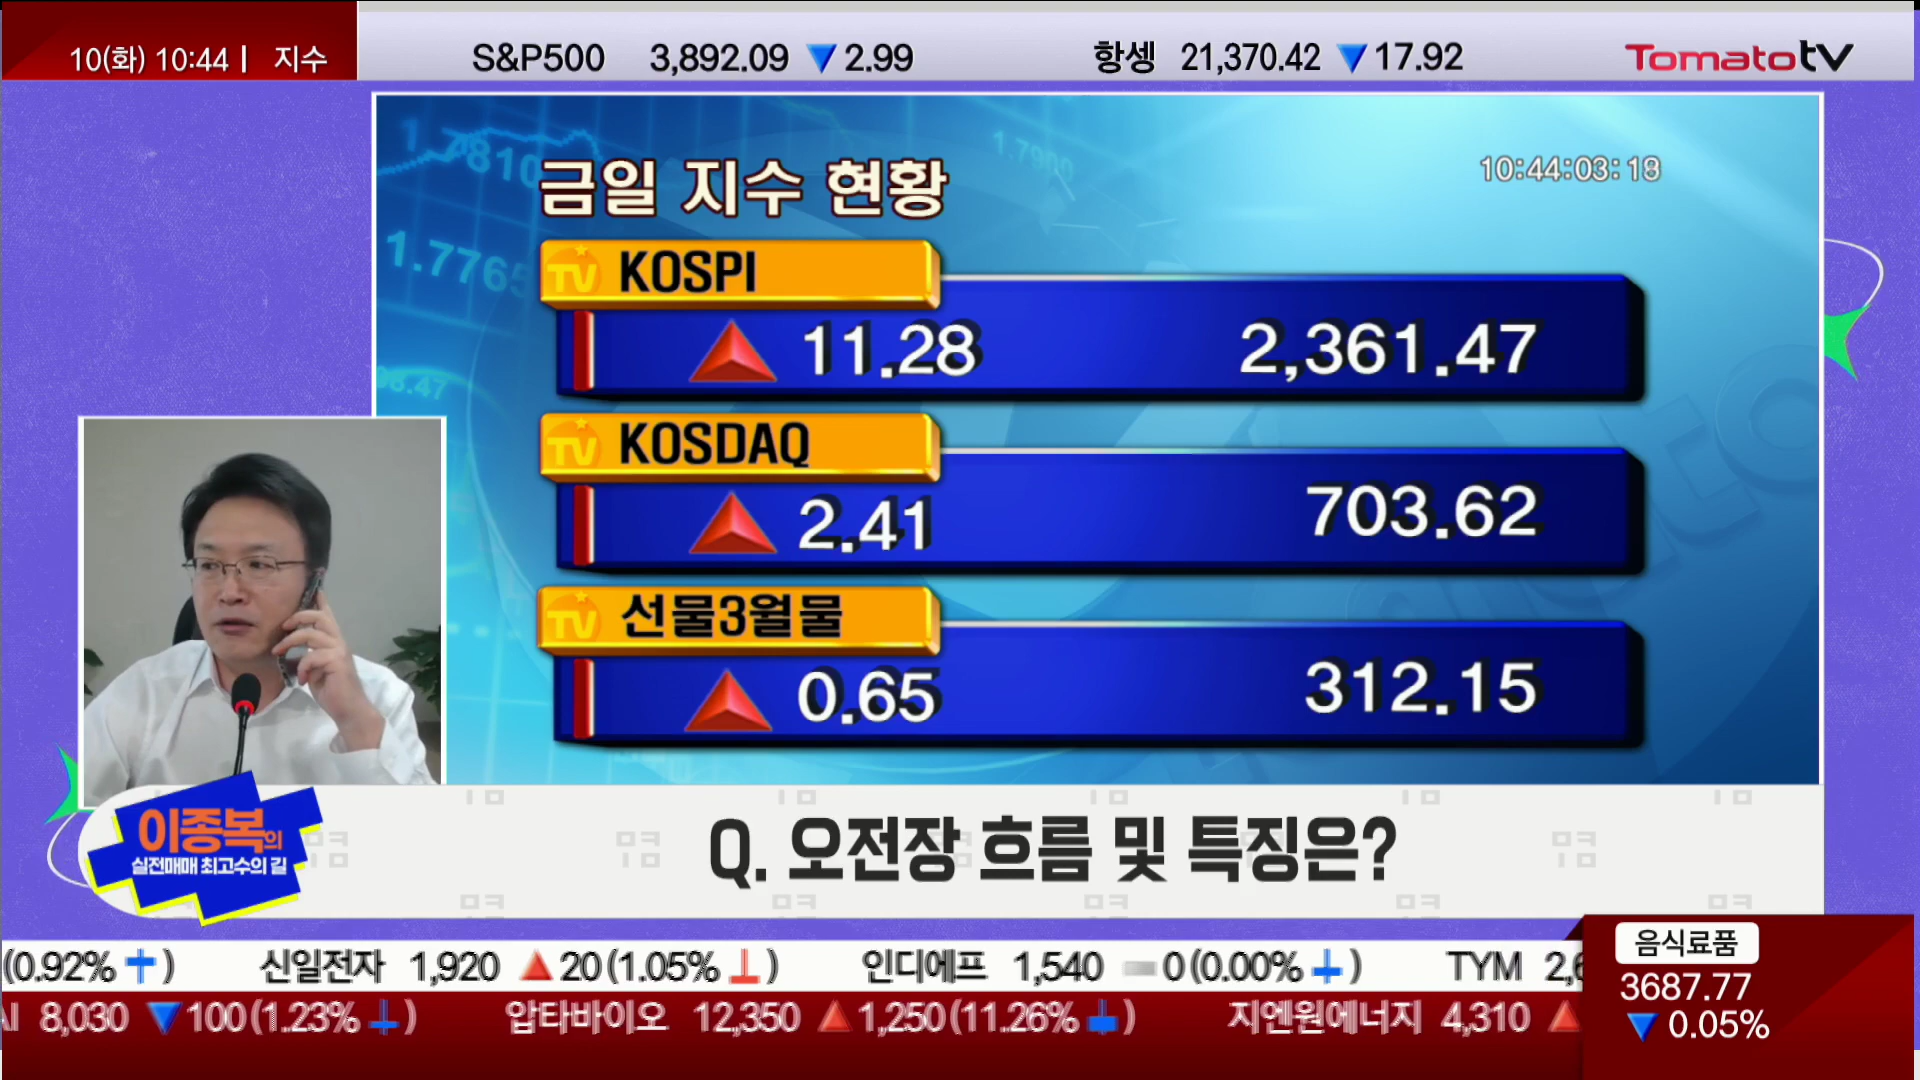 10(화) 10:44 | 지수
S&P500 3,892.09 ▼ 2.99 항셍 21,370.42 ▼ 17.92
Tomato tv
금일 지수 현황
10:44:03:18
KOSPI
▲ 11.28 2,361.47
KOSDAQ
▲ 2.41 703.62
선물3월물
▲ 0.65 312.15
이종복의
실전매매 최고수의 길
Q. 오전장 흐름 및 특징은?
(0.92% ) 신일전자 1,920 ▲ 20 (1.05% ) 인디에프 1,540 0 (0.00% ) TYM
8,030 ▼ 100 (1.23% ) 압타바이오 12,350 ▲ 1,250 (11.26% ) 지엔원에너지 4,310 ▲
음식료품
3687.77
▼ 0.05%